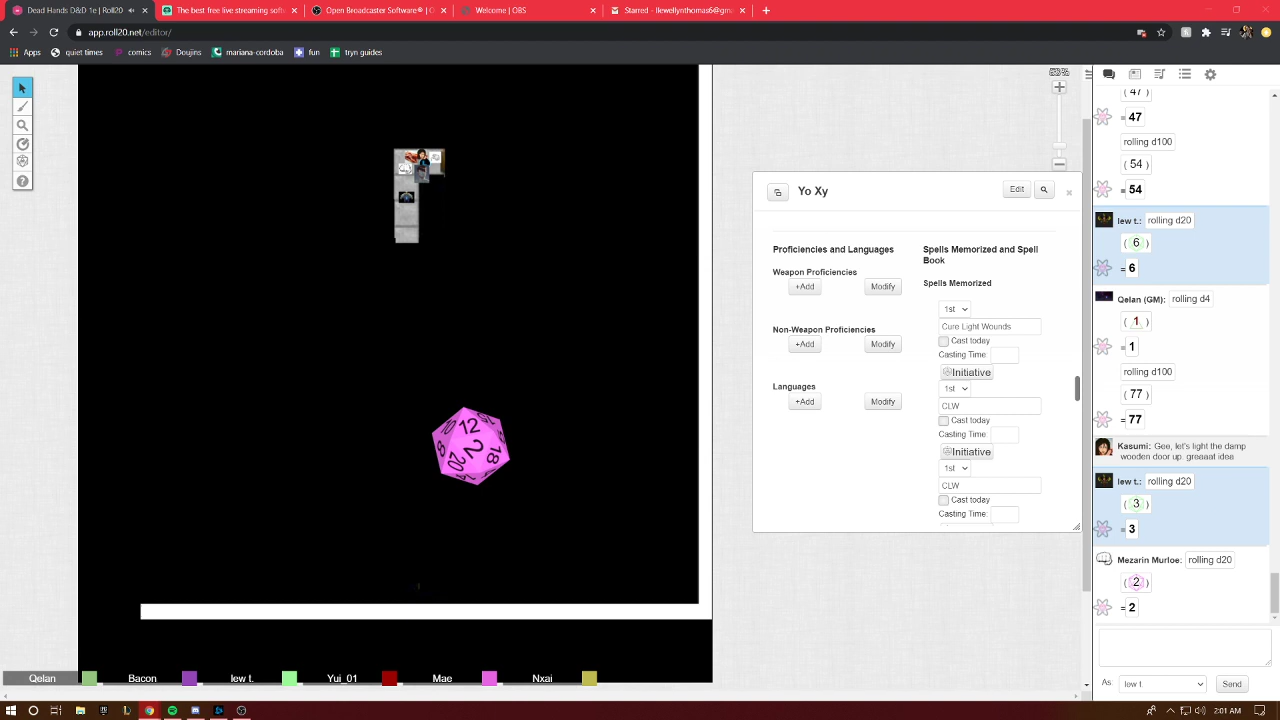 Dead Hands D&D 1e | Roll20
The best free live streaming softw
Open Broadcaster Software® | O
Welcome | OBS
Starred - llewellynthomas6@gm
app.roll20.net/editor/
Apps
quiet times
comics
Doujins
mariana-cordoba
fun
tryn guides
Yo Xy
Edit
Proficiencies and Languages
Weapon Proficiencies
+Add
Modify
Non-Weapon Proficiencies
+Add
Modify
Languages
+Add
Modify
Spells Memorized and Spell
Book
Spells Memorized
1st
Cure Light Wounds
Cast today
Casting Time:
Initiative
1st
CLW
Cast today
Casting Time:
Initiative
1st
CLW
Cast today
Casting Time:
12
2
20
18
8
10
( 47 )
= 47
rolling d100
( 54 )
= 54
lew t.: rolling d20
( 6 )
= 6
Qelan (GM): rolling d4
( 1 )
= 1
rolling d100
( 77 )
= 77
Kasumi: Gee, let's light the damp
wooden door up. greaaat idea
lew t.: rolling d20
( 3 )
= 3
Mezarin Murloe: rolling d20
( 2 )
= 2
As: lew t.
Send
Qelan
Bacon
lew t.
Yui_01
Mae
Nxai
2:01 AM